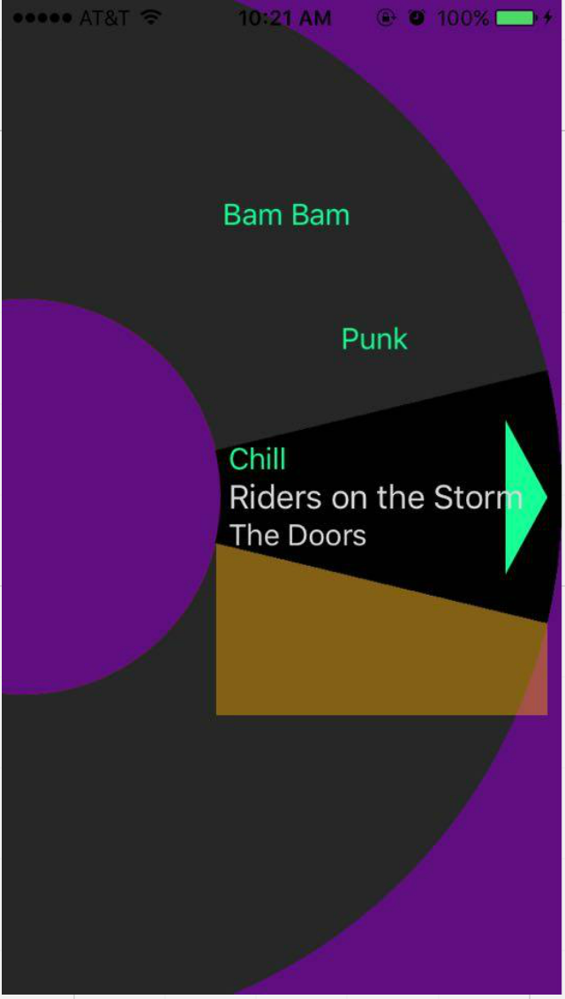 AT&T 10:21 AM 100%
Bam Bam
Punk
Chill
Riders on the Storm
The Doors